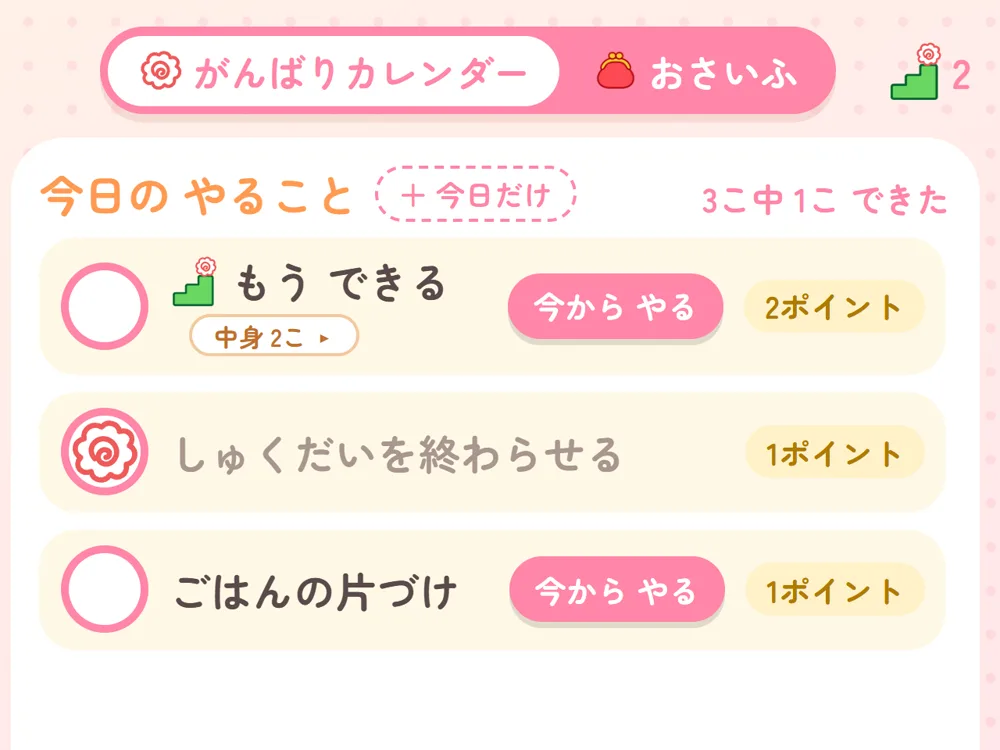 がんばりカレンダー
おさいふ
2
今日の やること
＋ 今日だけ
3こ中 1こ できた
もう できる
中身 2こ ▸
今から やる
2ポイント
しゅくだいを終わらせる
1ポイント
ごはんの片づけ
今から やる
1ポイント